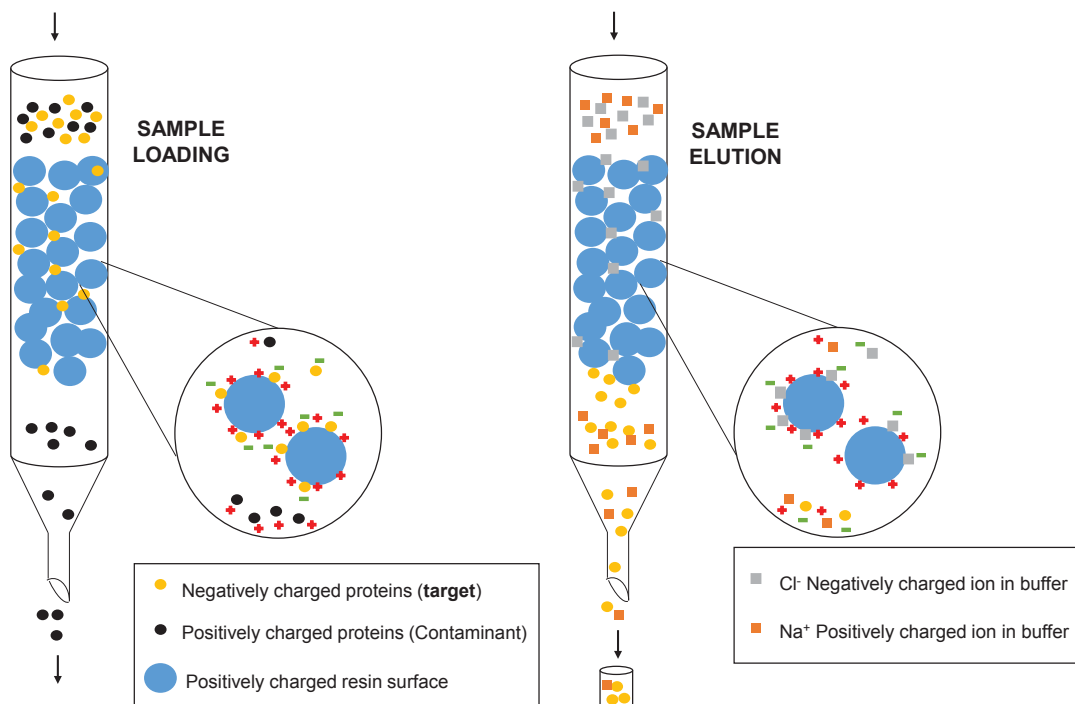 SAMPLE
LOADING
SAMPLE
ELUTION
Negatively charged proteins (target)
Positively charged proteins (Contaminant)
Positively charged resin surface
Cl- Negatively charged ion in buffer
Na+ Positively charged ion in buffer